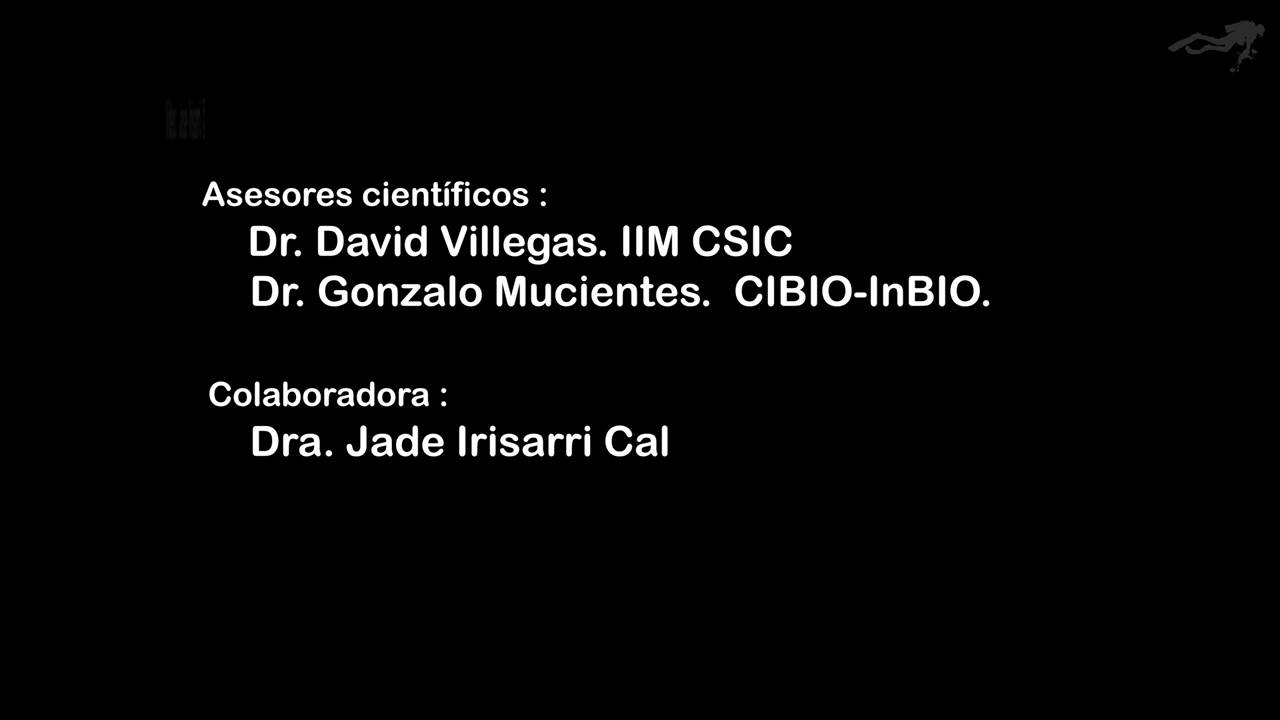 Asesores científicos :
Dr. David Villegas. IIM CSIC
Dr. Gonzalo Mucientes. CIBIO-InBIO.
Colaboradora :
Dra. Jade Irisarri Cal